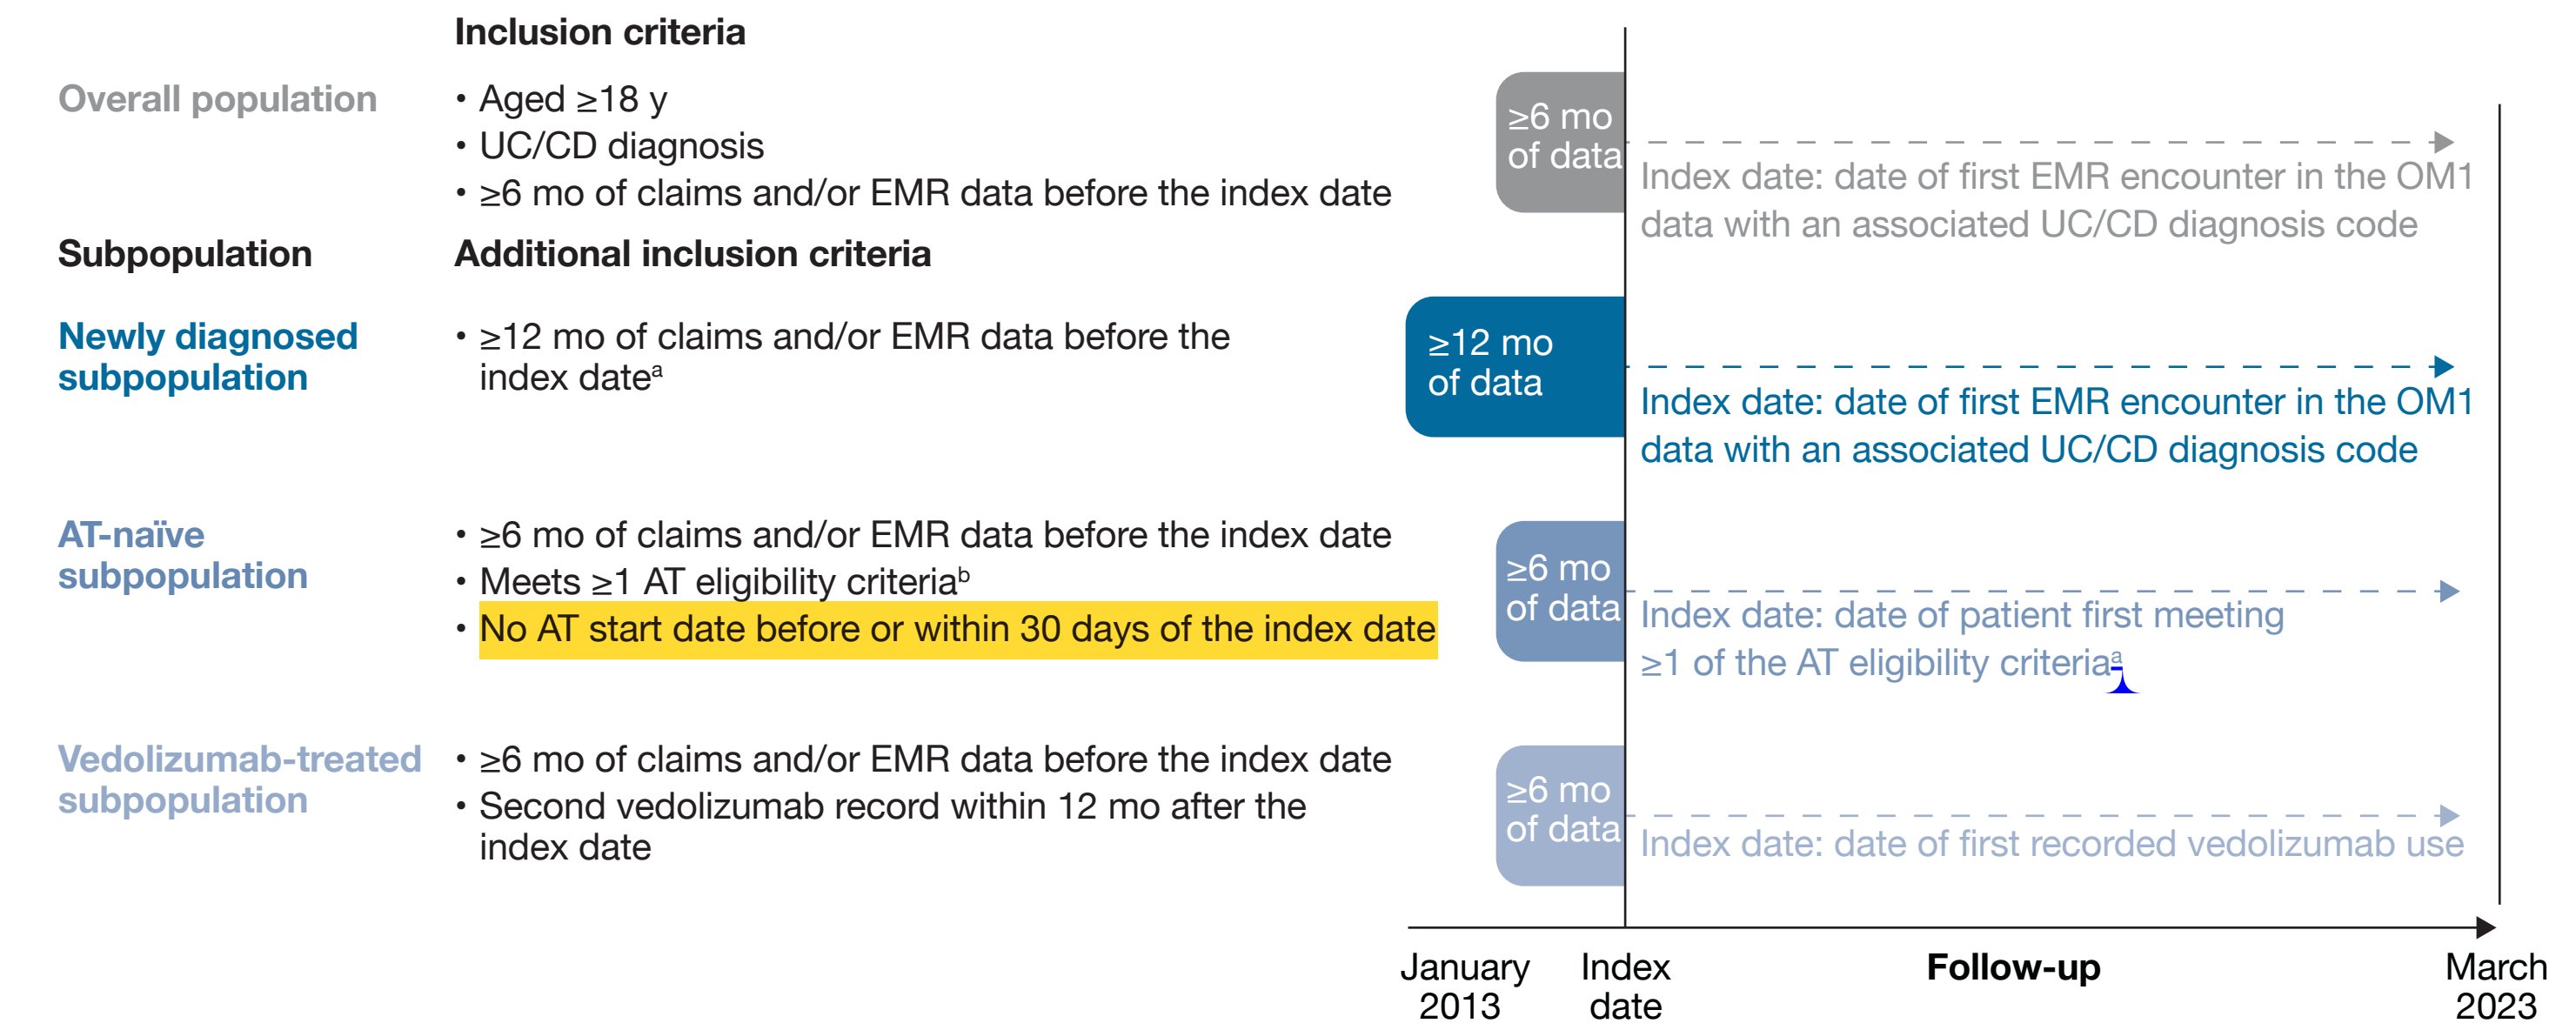 Inclusion criteria
Overall population
• Aged ≥18 y
• UC/CD diagnosis
• ≥6 mo of claims and/or EMR data before the index date
≥6 mo
of data
Index date: date of first EMR encounter in the OM1
data with an associated UC/CD diagnosis code
Subpopulation
Additional inclusion criteria
Newly diagnosed
subpopulation
• ≥12 mo of claims and/or EMR data before the
index dateᵃ
≥12 mo
of data
Index date: date of first EMR encounter in the OM1
data with an associated UC/CD diagnosis code
AT-naïve
subpopulation
• ≥6 mo of claims and/or EMR data before the index date
• Meets ≥1 AT eligibility criteriaᵇ
• No AT start date before or within 30 days of the index date
≥6 mo
of data
Index date: date of patient first meeting
≥1 of the AT eligibility criteriaᵃ
Vedolizumab-treated
subpopulation
• ≥6 mo of claims and/or EMR data before the index date
• Second vedolizumab record within 12 mo after the
index date
≥6 mo
of data
Index date: date of first recorded vedolizumab use
January
2013
Index
date
Follow-up
March
2023